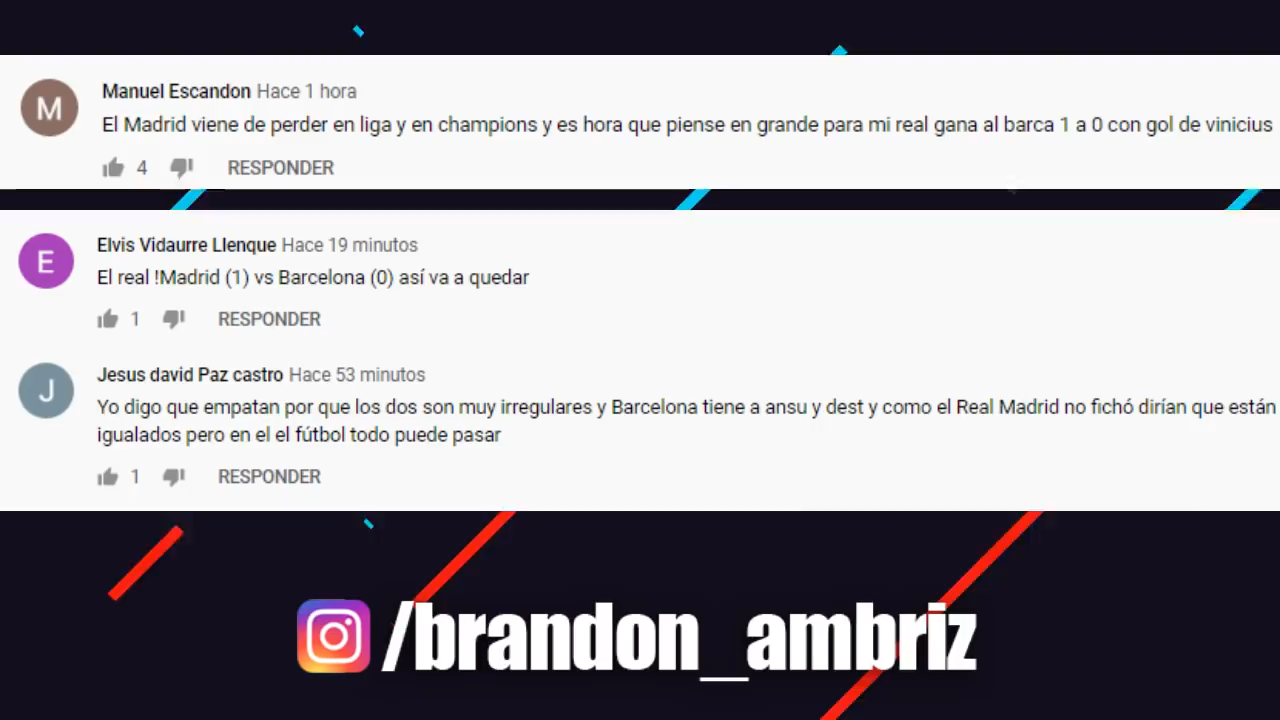 Manuel Escandon Hace 1 hora
El Madrid viene de perder en liga y en champions y es hora que piense en grande para mi real gana al barca 1 a 0 con gol de vinicius
4 RESPONDER
Elvis Vidaurre Llenque Hace 19 minutos
El real !Madrid (1) vs Barcelona (0) así va a quedar
1 RESPONDER
Jesus david Paz castro Hace 53 minutos
Yo digo que empatan por que los dos son muy irregulares y Barcelona tiene a ansu y dest y como el Real Madrid no fichó dirían que están
igualados pero en el el fútbol todo puede pasar
1 RESPONDER
/brandon_ambriz
M
E
J